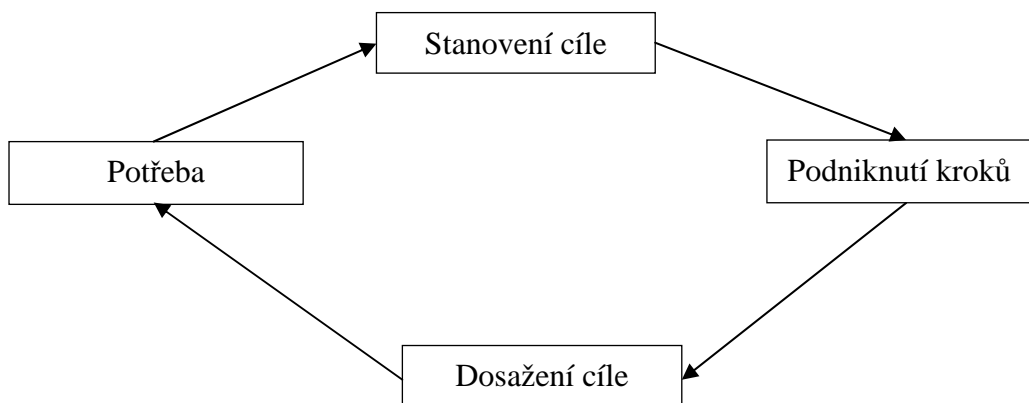 Stanovení cíle
Potřeba
Podniknutí kroků
Dosažení cíle